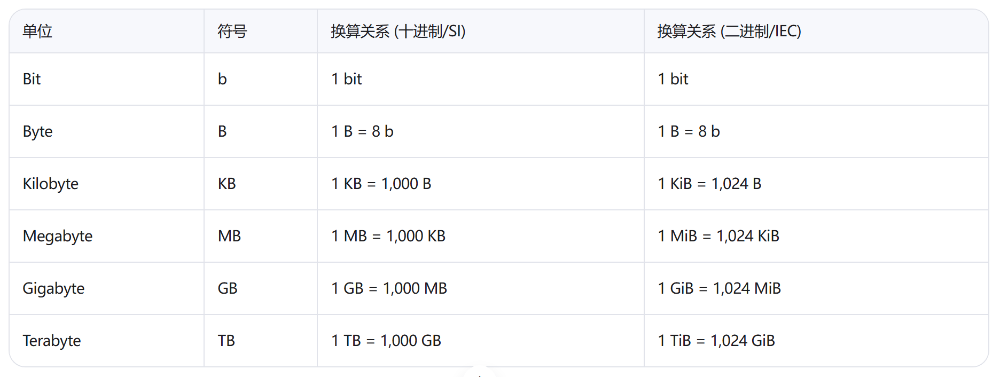 单位 符号 换算关系 (十进制/SI) 换算关系 (二进制/IEC)
Bit b 1 bit 1 bit
Byte B 1 B = 8 b 1 B = 8 b
Kilobyte KB 1 KB = 1,000 B 1 KiB = 1,024 B
Megabyte MB 1 MB = 1,000 KB 1 MiB = 1,024 KiB
Gigabyte GB 1 GB = 1,000 MB 1 GiB = 1,024 MiB
Terabyte TB 1 TB = 1,000 GB 1 TiB = 1,024 GiB